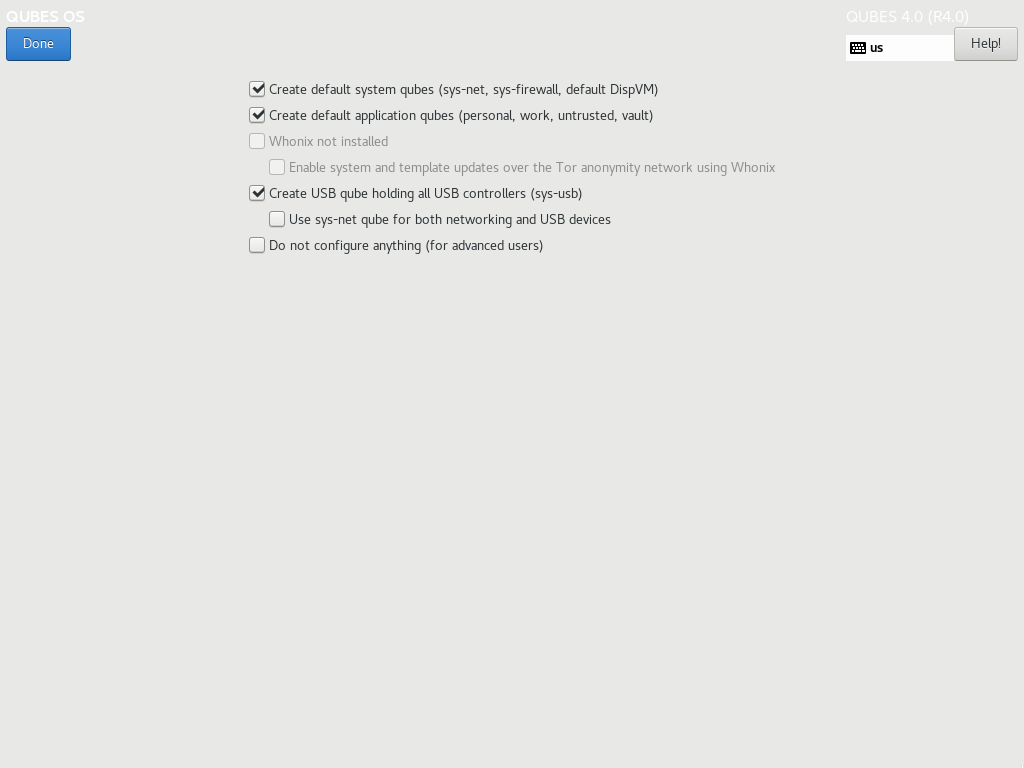 QUBES OS
QUBES 4.0 (R4.0)
Done
us
Help!
Create default system qubes (sys-net, sys-firewall, default DispVM)
Create default application qubes (personal, work, untrusted, vault)
Whonix not installed
Enable system and template updates over the Tor anonymity network using Whonix
Create USB qube holding all USB controllers (sys-usb)
Use sys-net qube for both networking and USB devices
Do not configure anything (for advanced users)